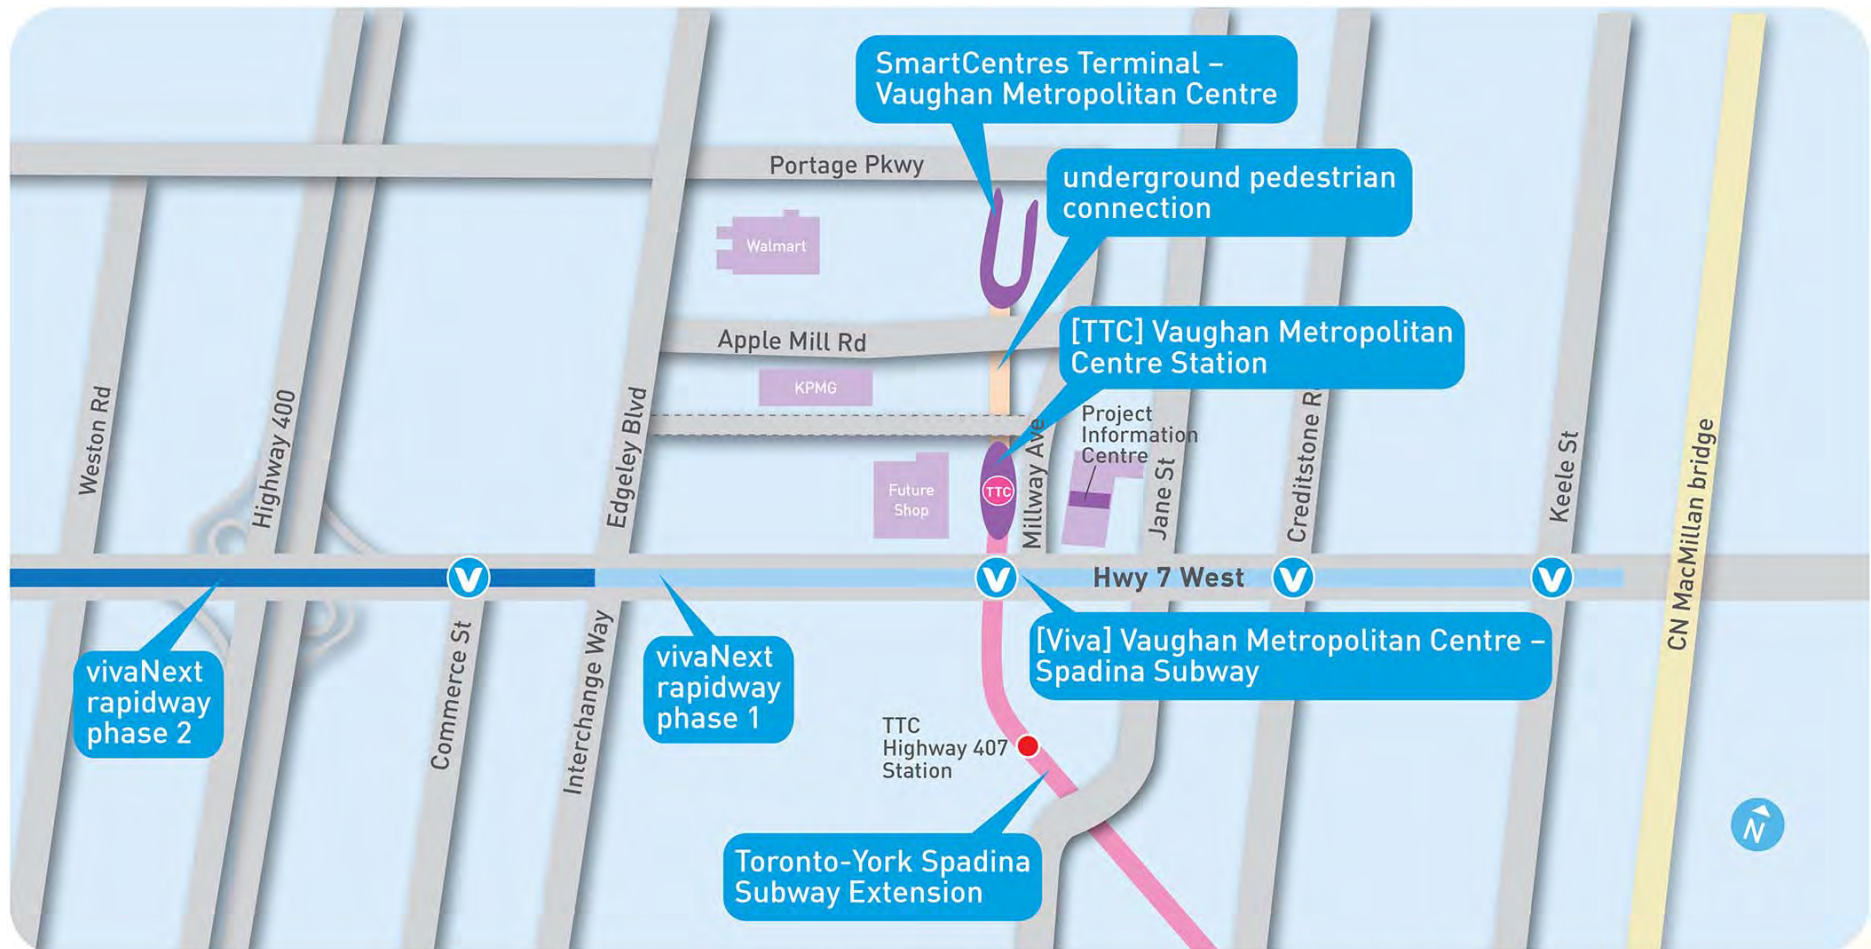 SmartCentres Terminal –
Vaughan Metropolitan Centre
Portage Pkwy
underground pedestrian
connection
Walmart
Apple Mill Rd
[TTC] Vaughan Metropolitan
Centre Station
KPMG
Weston Rd
Highway 400
Edgeley Blvd
Project
Information
Centre
Future
Shop
TTC
Millway Ave
Jane St
Creditstone R
Keele St
CN MacMillan bridge
V
V
Hwy 7 West
V
V
vivaNext
rapidway
phase 2
Commerce St
Interchange Way
vivaNext
rapidway
phase 1
[Viva] Vaughan Metropolitan Centre –
Spadina Subway
TTC
Highway 407
Station
Toronto-York Spadina
Subway Extension
N